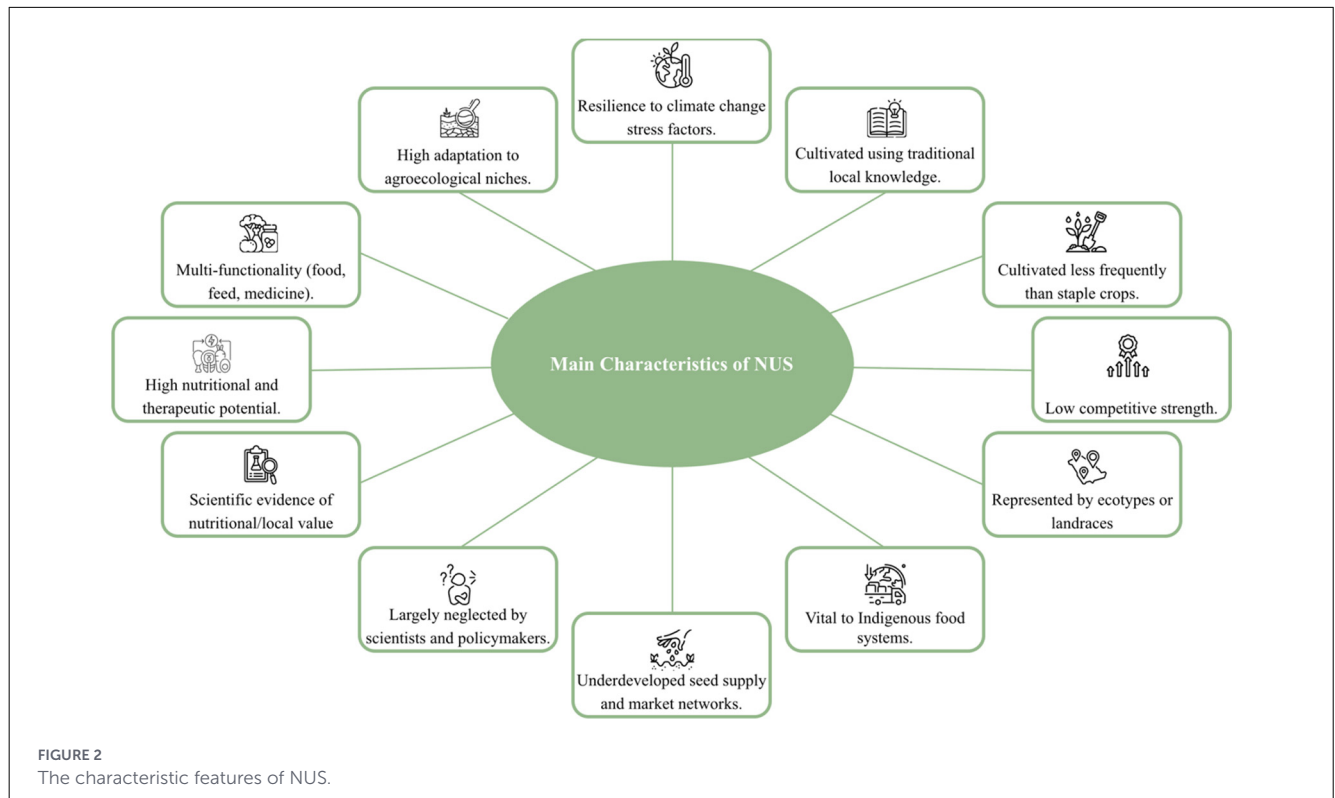 Resilience to climate change
stress factors.
Cultivated using traditional
local knowledge.
Cultivated less frequently
than staple crops.
Low competitive strength.
Represented by ecotypes or
landraces
Vital to Indigenous food
systems.
Underdeveloped seed supply
and market networks.
Largely neglected by
scientists and policymakers.
Scientific evidence of
nutritional/local value
High nutritional and
therapeutic potential.
Multi-functionality (food,
feed, medicine).
High adaptation to
agroecological niches.
Main Characteristics of NUS
FIGURE 2
The characteristic features of NUS.